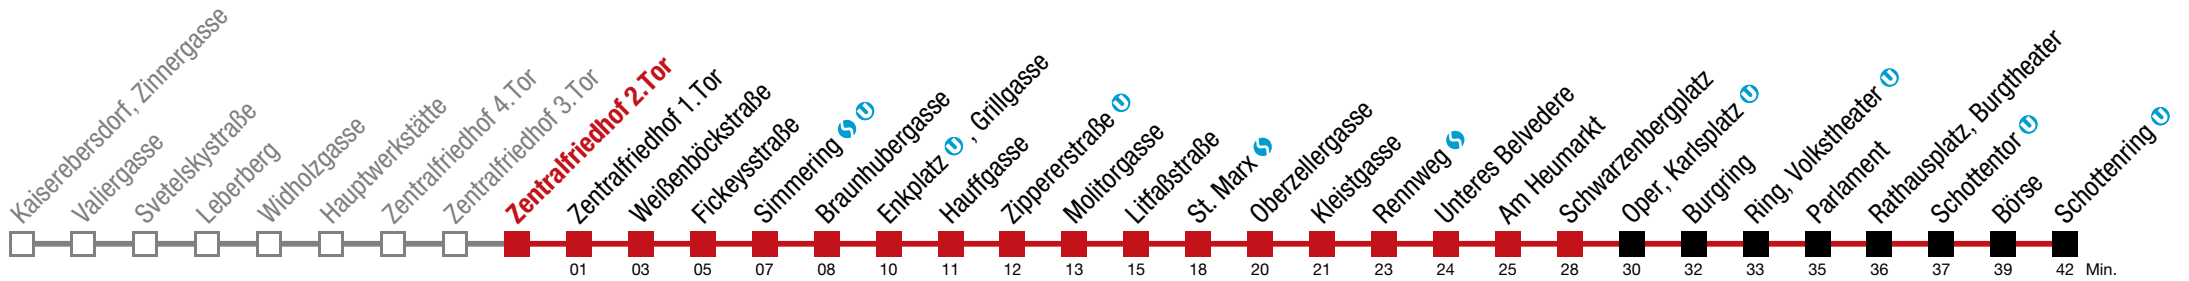 Kaiserebersdorf, Zinnergasse
Valiergasse
Svetelskystraße
Leberberg
Widholzgasse
Hauptwerkstätte
Zentralfriedhof 4.Tor
Zentralfriedhof 3.Tor
Zentralfriedhof 2.Tor
Zentralfriedhof 1.Tor
Weißenböckstraße
Fickeysstraße
Simmering S U
Braunhubergasse
Enkplatz U , Grillgasse
Hauffgasse
Zippererstraße U
Molitorgasse
Litfaßstraße
St. Marx S
Oberzellergasse
Kleistgasse
Rennweg S
Unteres Belvedere
Am Heumarkt
Schwarzenbergplatz
Oper, Karlsplatz U
Burgring
Ring, Volkstheater U
Parlament
Rathausplatz, Burgtheater
Schottentor U
Börse
Schottenring U
01 03 05 07 08 10 11 12 13 15 18 20 21 23 24 25 28 30 32 33 35 36 37 39 42 Min.